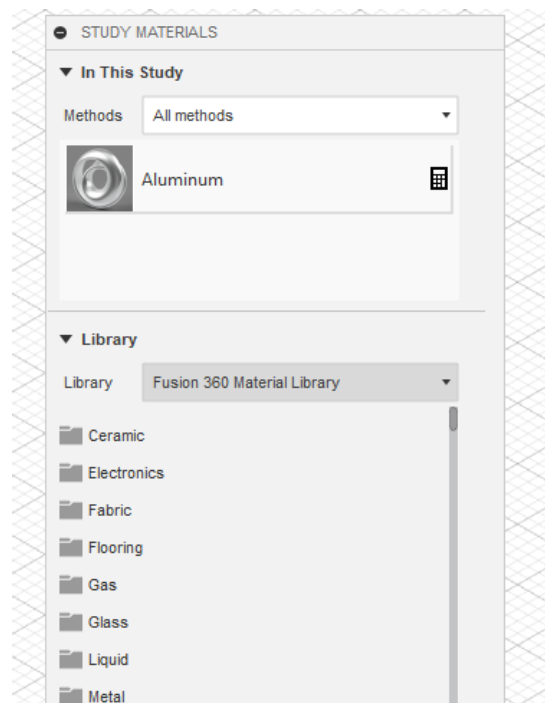 STUDY MATERIALS
In This Study
Methods All methods
Aluminum
Library
Library Fusion 360 Material Library
Ceramic
Electronics
Fabric
Flooring
Gas
Glass
Liquid
Metal